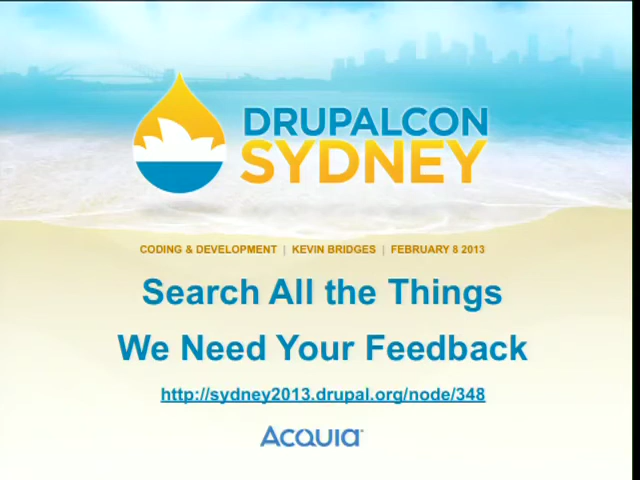 DRUPALCON
SYDNEY
CODING & DEVELOPMENT | KEVIN BRIDGES | FEBRUARY 8 2013
Search All the Things
We Need Your Feedback
http://sydney2013.drupal.org/node/348
ACQUIA